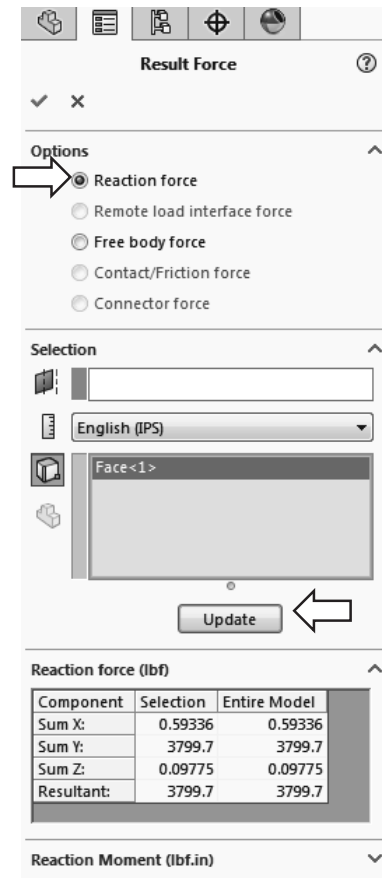 Result Force
Options
Reaction force
Remote load interface force
Free body force
Contact/Friction force
Connector force
Selection
English (IPS)
Face<1>
Update
Reaction force (lbf)
Component Selection Entire Model
Sum X: 0.59336 0.59336
Sum Y: 3799.7 3799.7
Sum Z: 0.09775 0.09775
Resultant: 3799.7 3799.7
Reaction Moment (lbf.in)